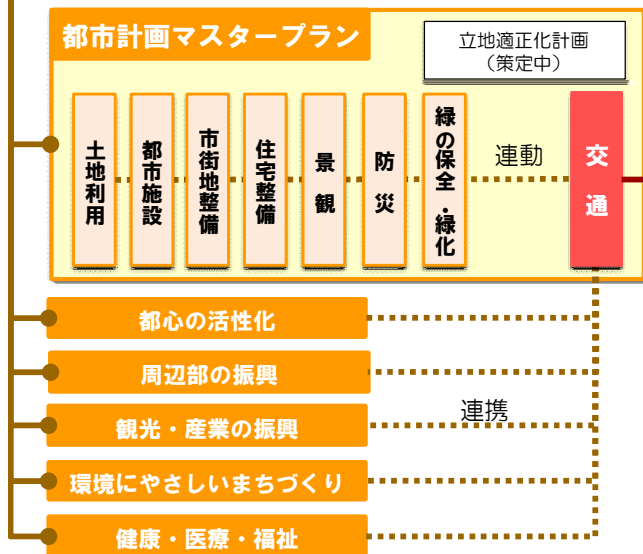 都市計画マスタープラン
立地適正化計画
（策定中）
土地利用
都市施設
市街地整備
住宅整備
景観
防災
緑の保全・緑化
連動
交通
都心の活性化
周辺部の振興
連携
観光・産業の振興
環境にやさしいまちづくり
健康・医療・福祉